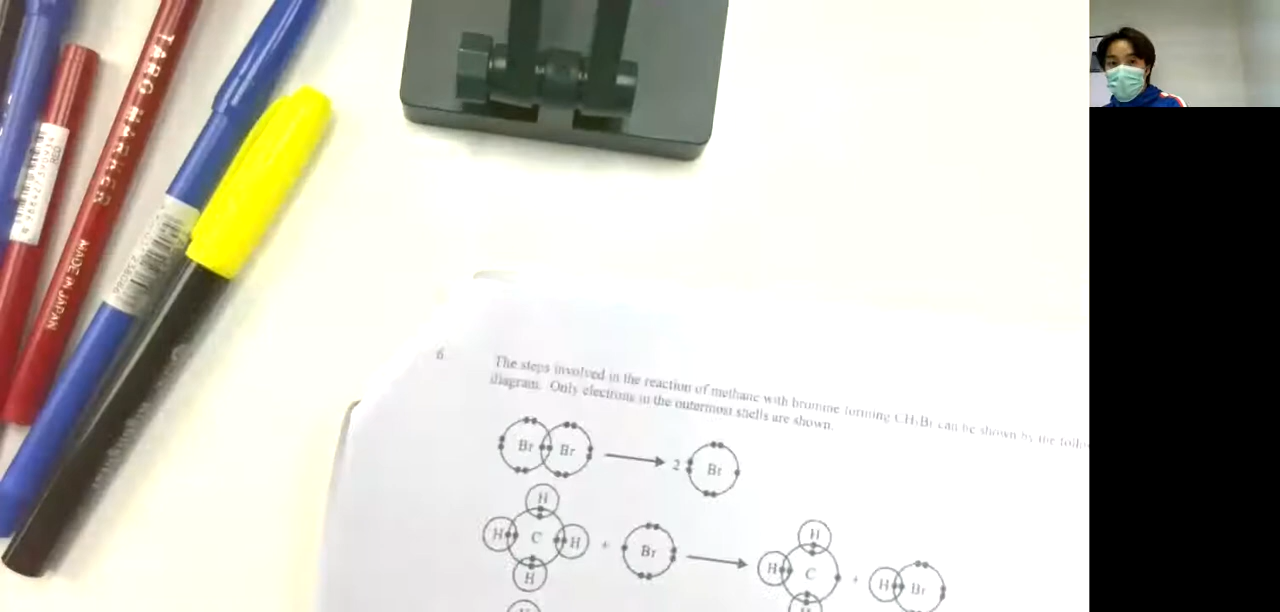 TARO MARKER
MADE IN JAPAN
RED
6.
The steps involved in the reaction of methane with bromine forming CH₃Br can be shown by the
diagram. Only electrons in the outermost shells are shown.
Br Br 2 Br
H
H C H + Br H C + H Br
H
H
H